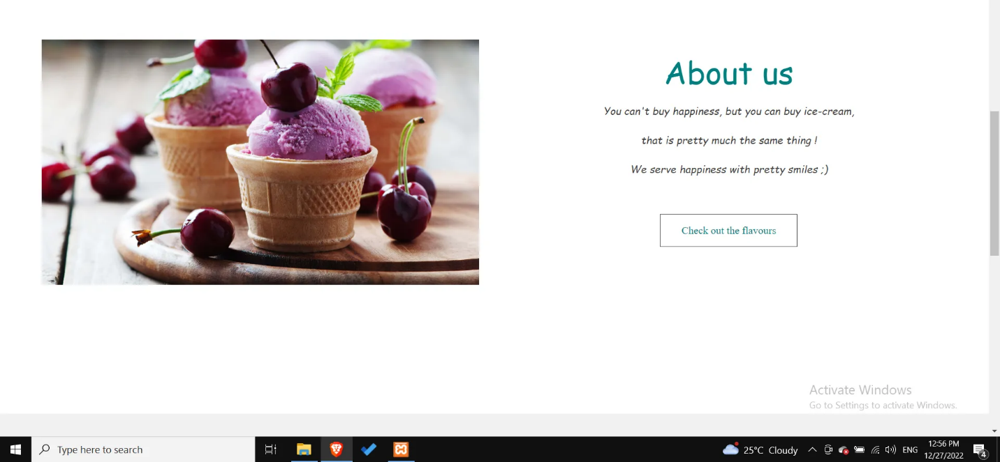 About us
You can't buy happiness, but you can buy ice-cream,
that is pretty much the same thing !
We serve happiness with pretty smiles ;)
Check out the flavours
Activate Windows
Go to Settings to activate Windows.
Type here to search
25°C Cloudy
ENG
12:56 PM
12/27/2022
4